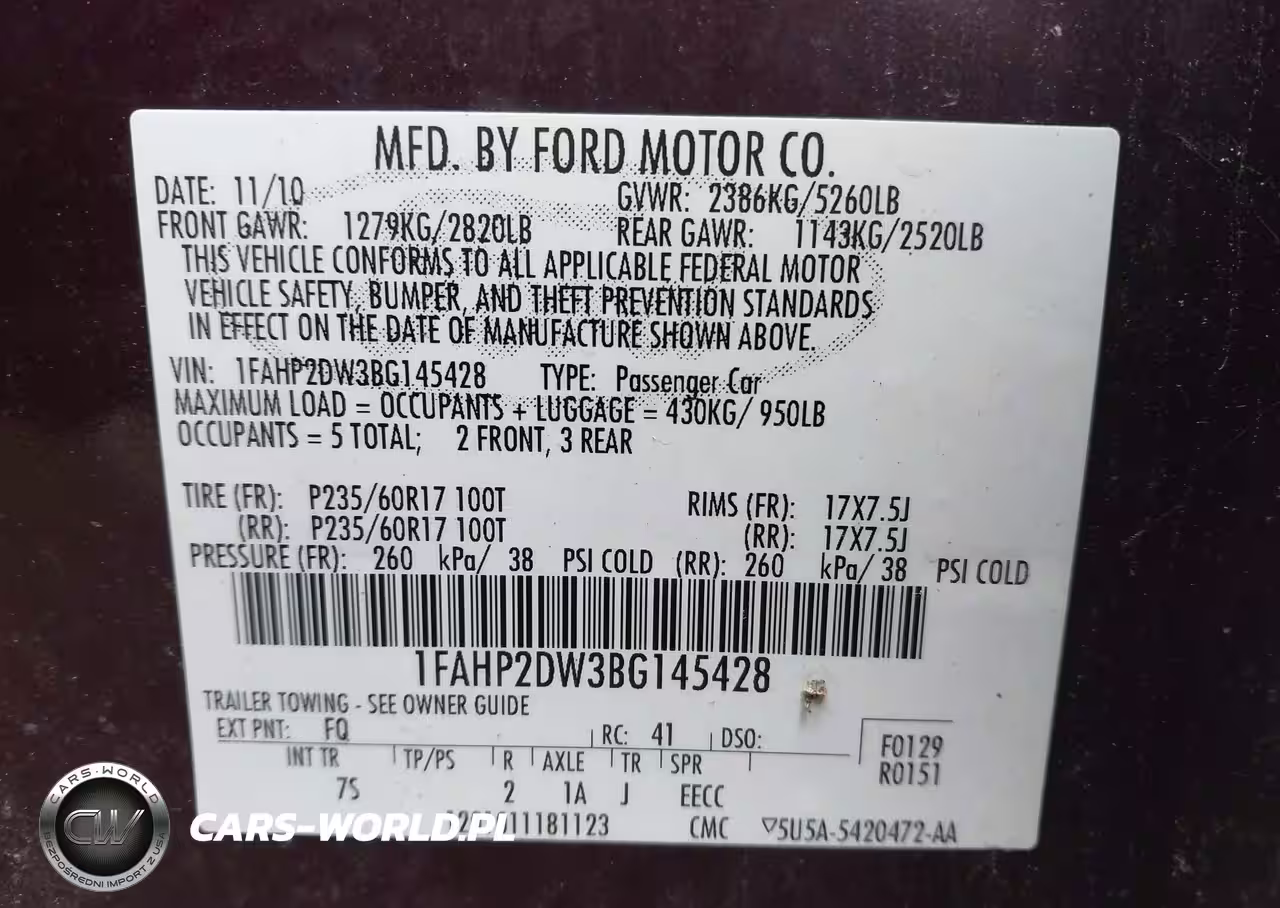 MFD. BY FORD MOTOR CO.
DATE: 11/10 GVWR: 2386KG/5260LB
FRONT GAWR: 1279KG/2820LB REAR GAWR: 1143KG/2520LB
THIS VEHICLE CONFORMS TO ALL APPLICABLE FEDERAL MOTOR
VEHICLE SAFETY, BUMPER, AND THEFT PREVENTION STANDARDS
IN EFFECT ON THE DATE OF MANUFACTURE SHOWN ABOVE.
VIN: 1FAHP2DW3BG145428 TYPE: Passenger Car
MAXIMUM LOAD = OCCUPANTS + LUGGAGE = 430KG/ 950LB
OCCUPANTS = 5 TOTAL; 2 FRONT, 3 REAR
TIRE (FR): P235/60R17 100T RIMS (FR): 17X7.5J
(RR): P235/60R17 100T (RR): 17X7.5J
PRESSURE (FR): 260 kPa/ 38 PSI COLD (RR): 260 kPa/ 38 PSI COLD
1FAHP2DW3BG145428
TRAILER TOWING - SEE OWNER GUIDE
EXT PNT: FQ RC: 41 DSO: F0129
INT TR TP/PS R AXLE TR SPR R0151
7S 2 1A J EECC
CMC ▽5U5A-5420472-AA
CARS-WORLD
CW
BEZPOŚREDNI IMPORT Z USA
CARS-WORLD.PL